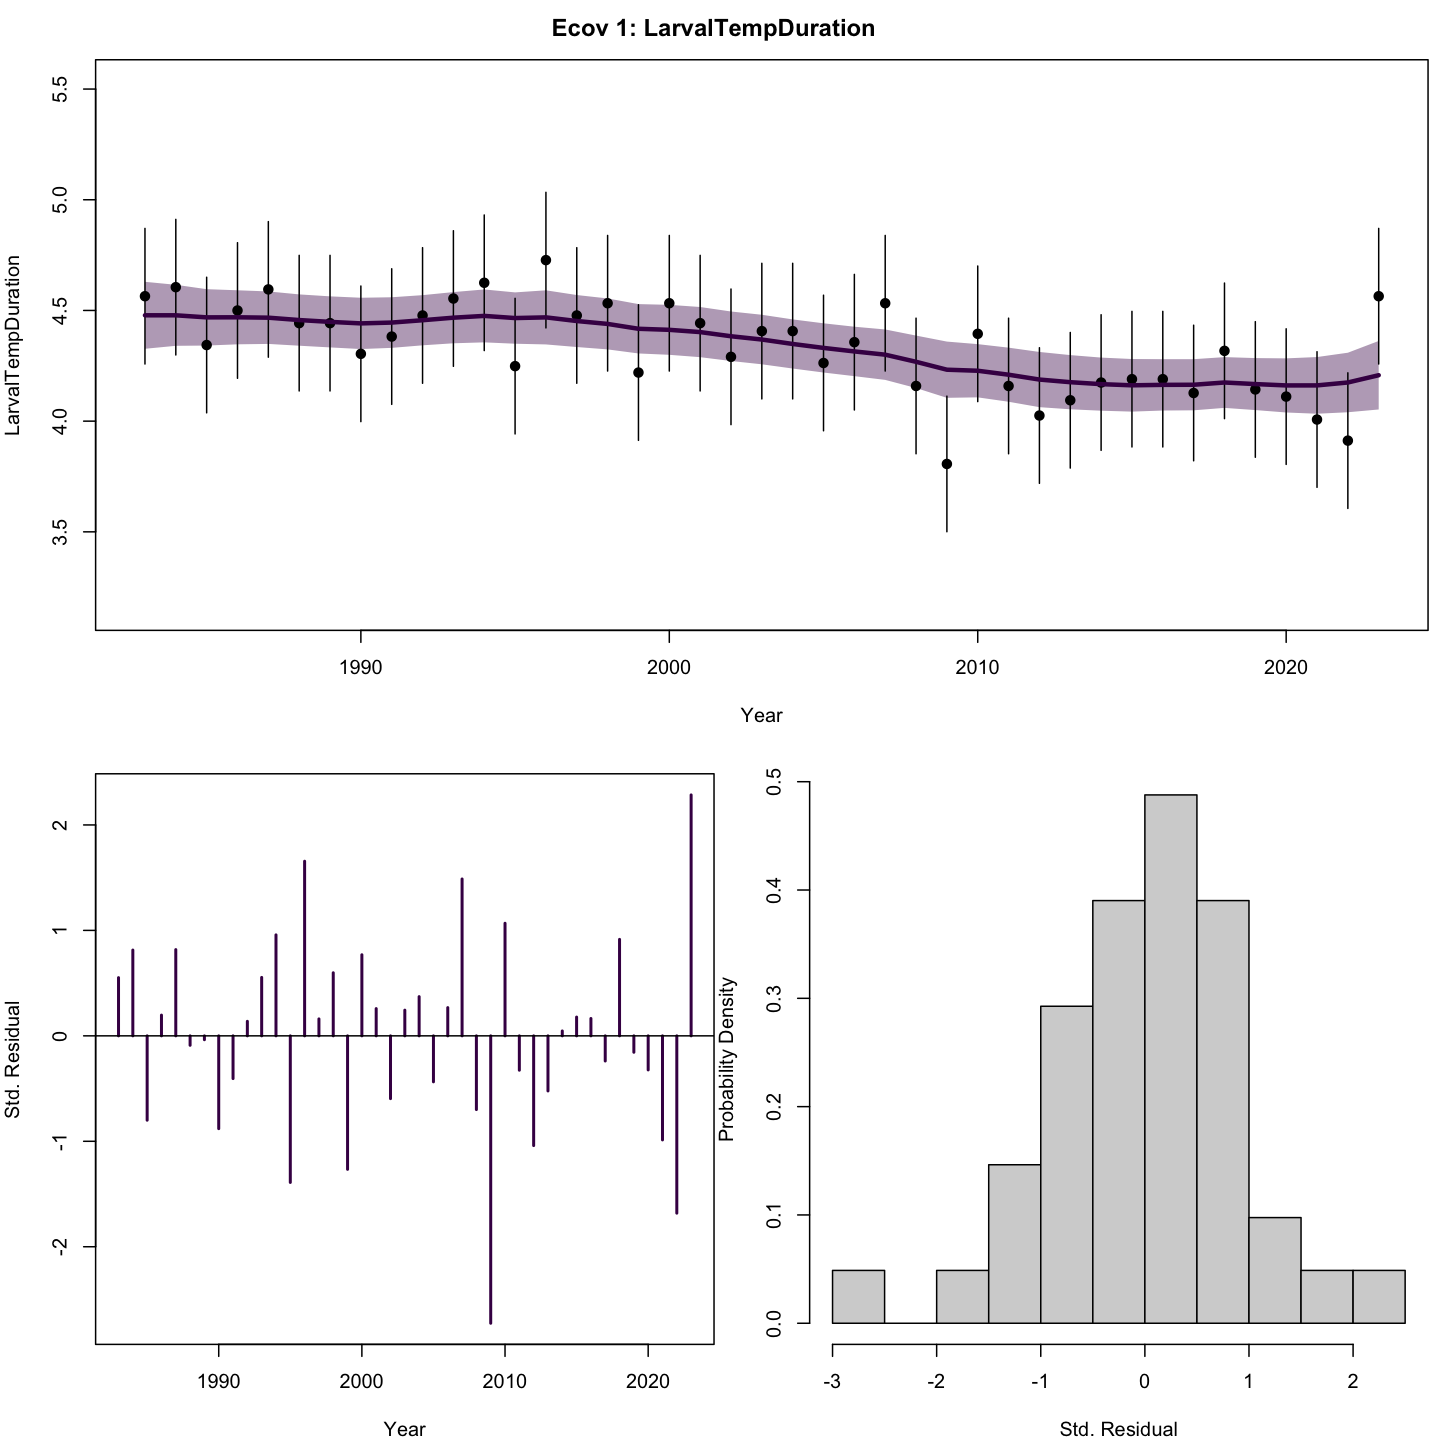 Ecov 1: LarvalTempDuration
LarvalTempDuration
5.5
5.0
4.5
4.0
3.5
1990 2000 2010 2020
Year
Std. Residual
2
1
0
-1
-2
1990 2000 2010 2020
Year
Probability Density
0.5
0.4
0.3
0.2
0.1
0.0
-3 -2 -1 0 1 2
Std. Residual